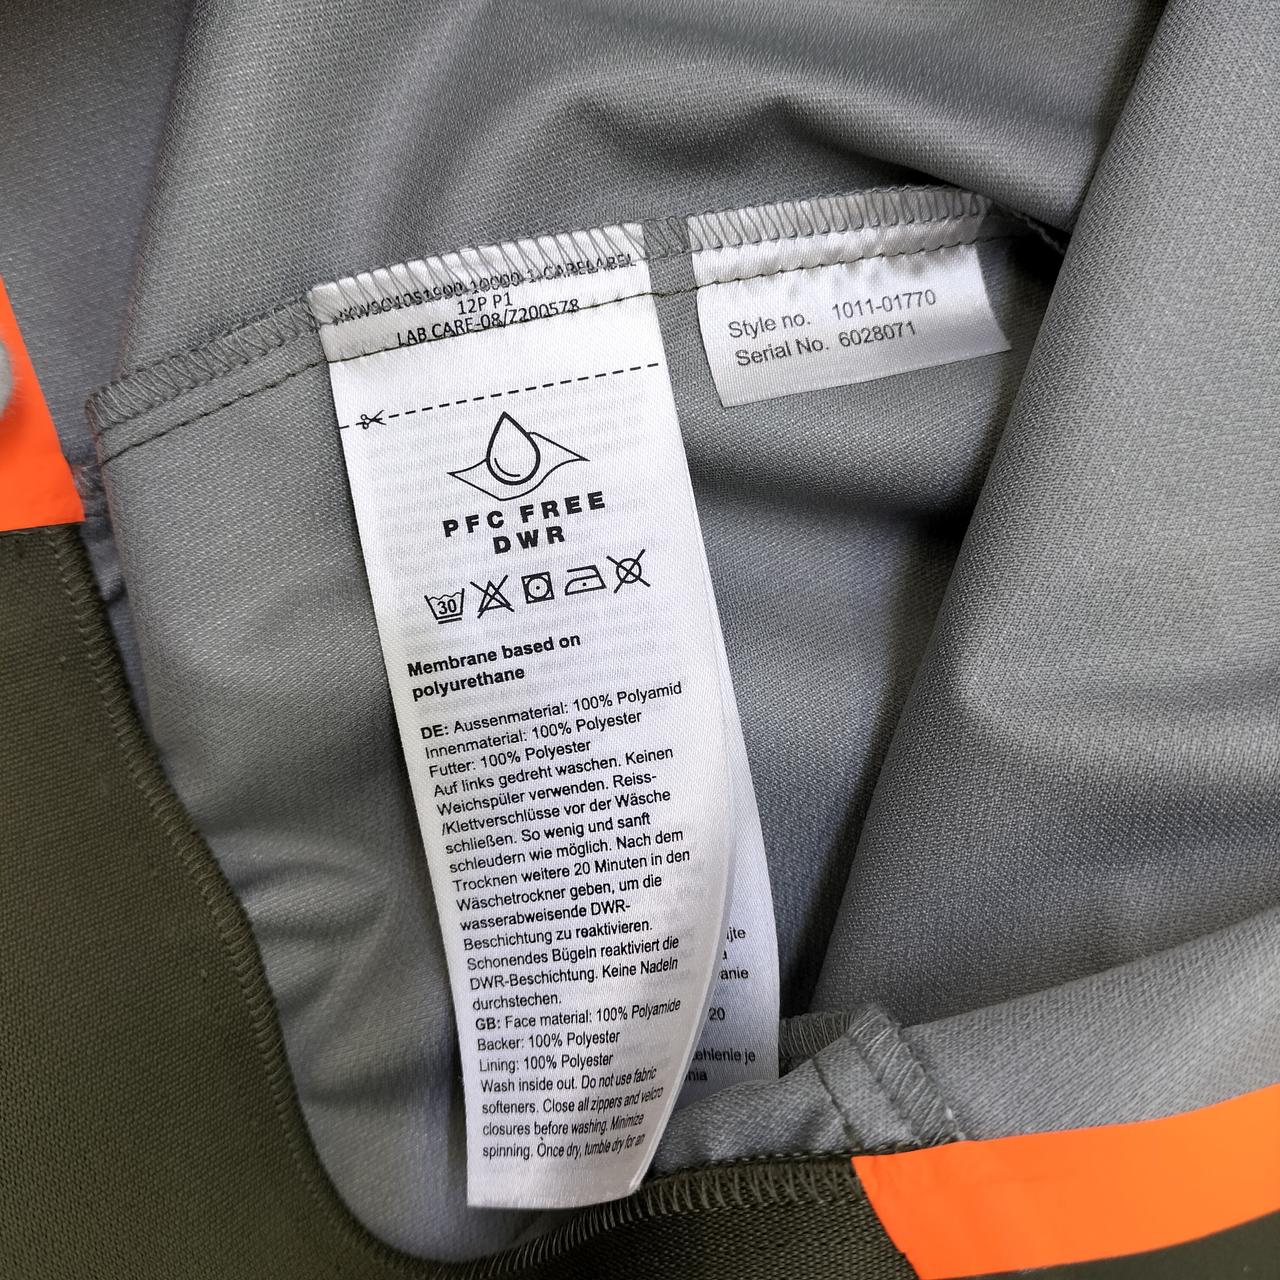 12P P1
LAB CARE-08/7200578
Style no. 1011-01770
Serial No. 6028071
PFC FREE
DWR
30
Membrane based on
polyurethane
DE: Aussenmaterial: 100% Polyamid
Innenmaterial: 100% Polyester
Futter: 100% Polyester
Auf links gedreht waschen. Keinen
Weichspüler verwenden. Reiss-
/Klettverschlüsse vor der Wäsche
schließen. So wenig und sanft
schleudern wie möglich. Nach dem
Trocknen weitere 20 Minuten in den
Wäschetrockner geben, um die
wasserabweisende DWR-
Beschichtung zu reaktivieren.
Schonendes Bügeln reaktiviert die
DWR-Beschichtung. Keine Nadeln
durchstechen.
GB: Face material: 100% Polyamide
Backer: 100% Polyester
Lining: 100% Polyester
Wash inside out. Do not use fabric
softeners. Close all zippers and velcro
closures before washing. Minimize
spinning. Once dry, tumble dry for an
20
je